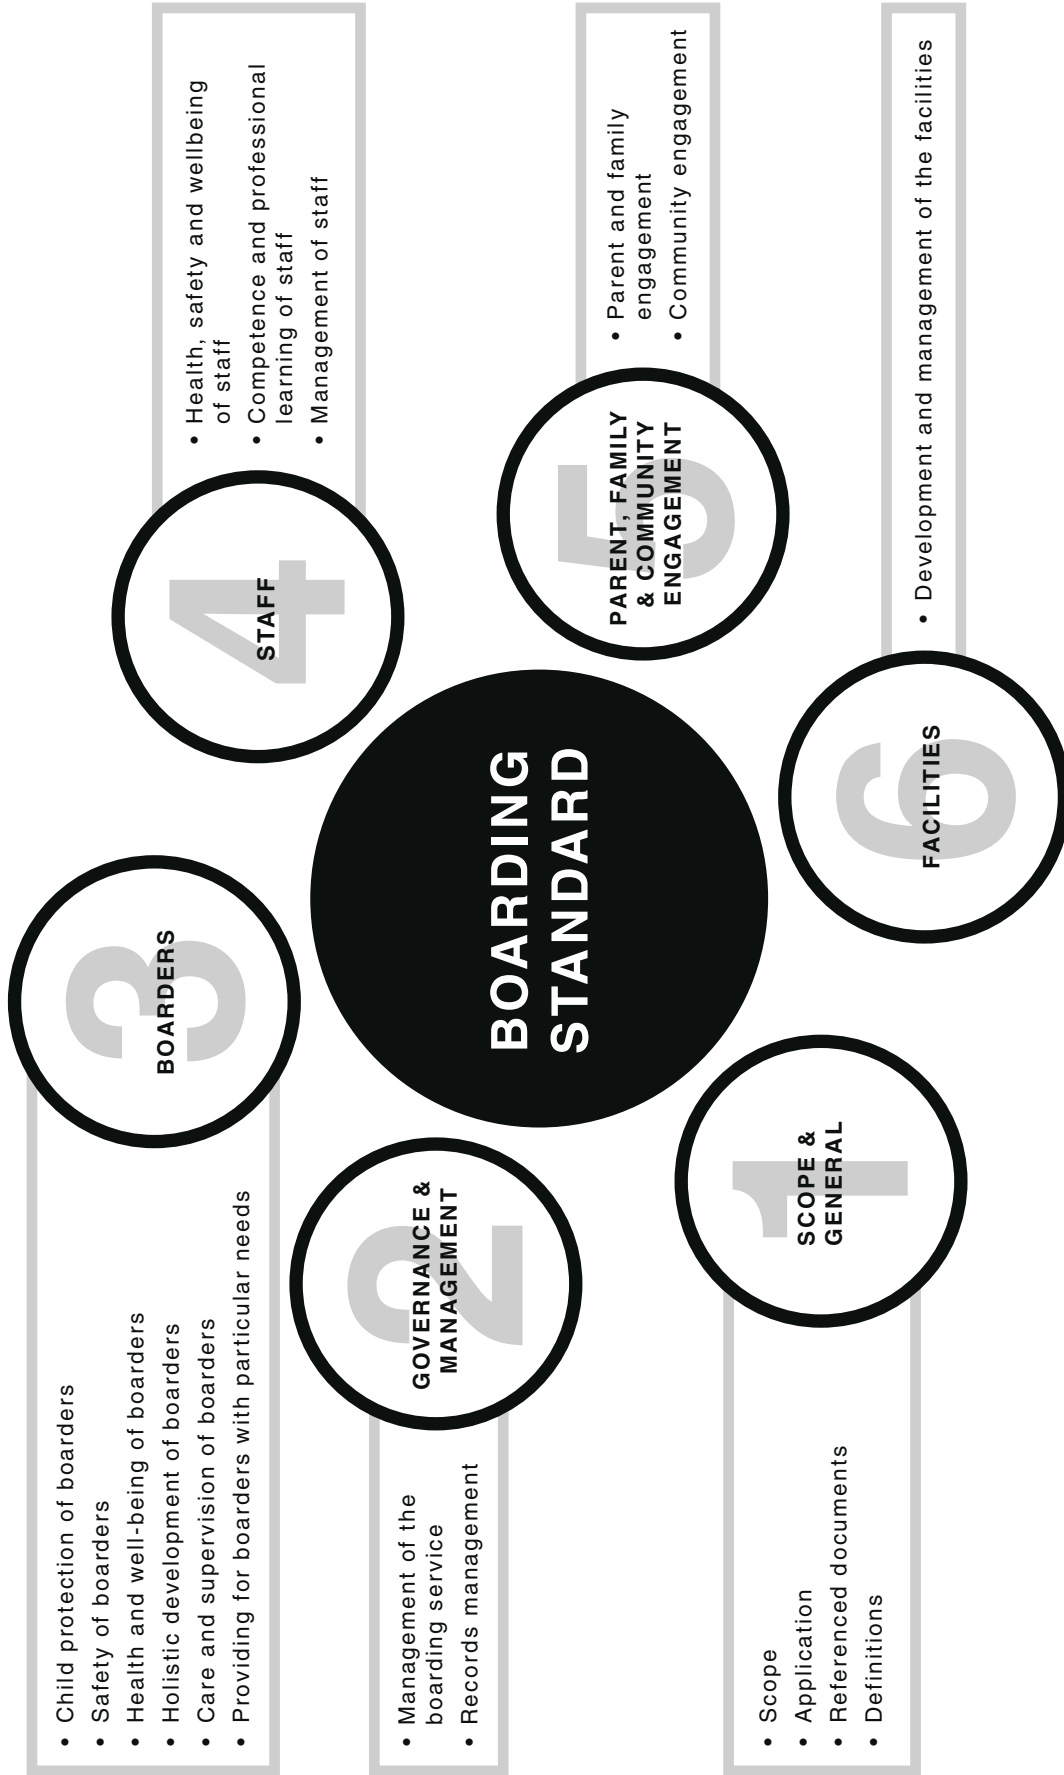 BOARDING
STANDARD
1
SCOPE &
GENERAL
• Scope
• Application
• Referenced documents
• Definitions
2
GOVERNANCE &
MANAGEMENT
• Management of the
boarding service
• Records management
3
BOARDERS
• Child protection of boarders
• Safety of boarders
• Health and well-being of boarders
• Holistic development of boarders
• Care and supervision of boarders
• Providing for boarders with particular needs
4
STAFF
• Health, safety and wellbeing
of staff
• Competence and professional
learning of staff
• Management of staff
5
PARENT, FAMILY
& COMMUNITY
ENGAGEMENT
• Parent and family
engagement
• Community engagement
6
FACILITIES
• Development and management of the facilities